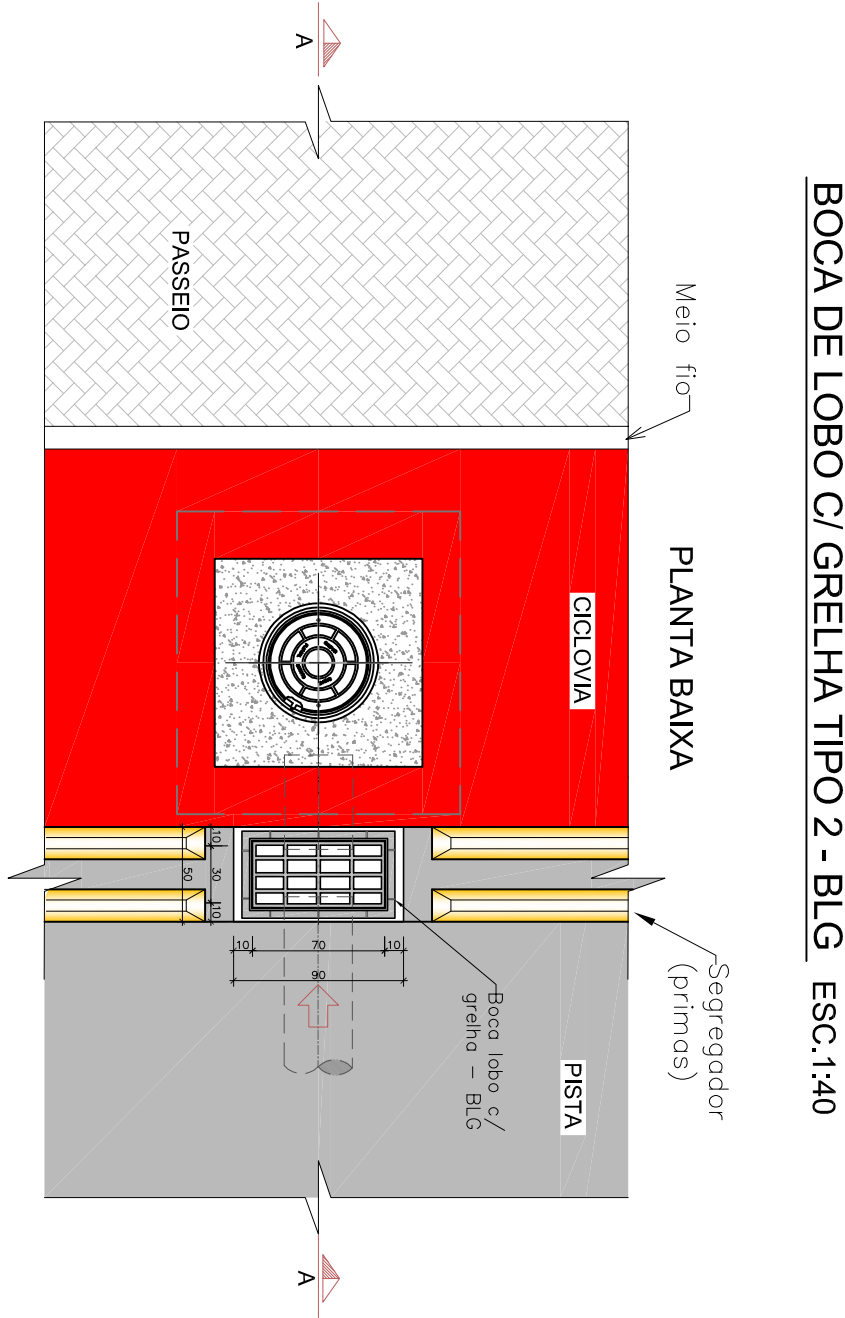 BOCA DE LOBO C/ GRELHA TIPO 2 - BLG ESC.1:40
PLANTA BAIXA
Meio fio
Segregador
(primas)
PASSEIO
CICLOVIA
PISTA
Boca lobo c/
grelha - BLG
A
A
10
30
10
50
10
70
10
90